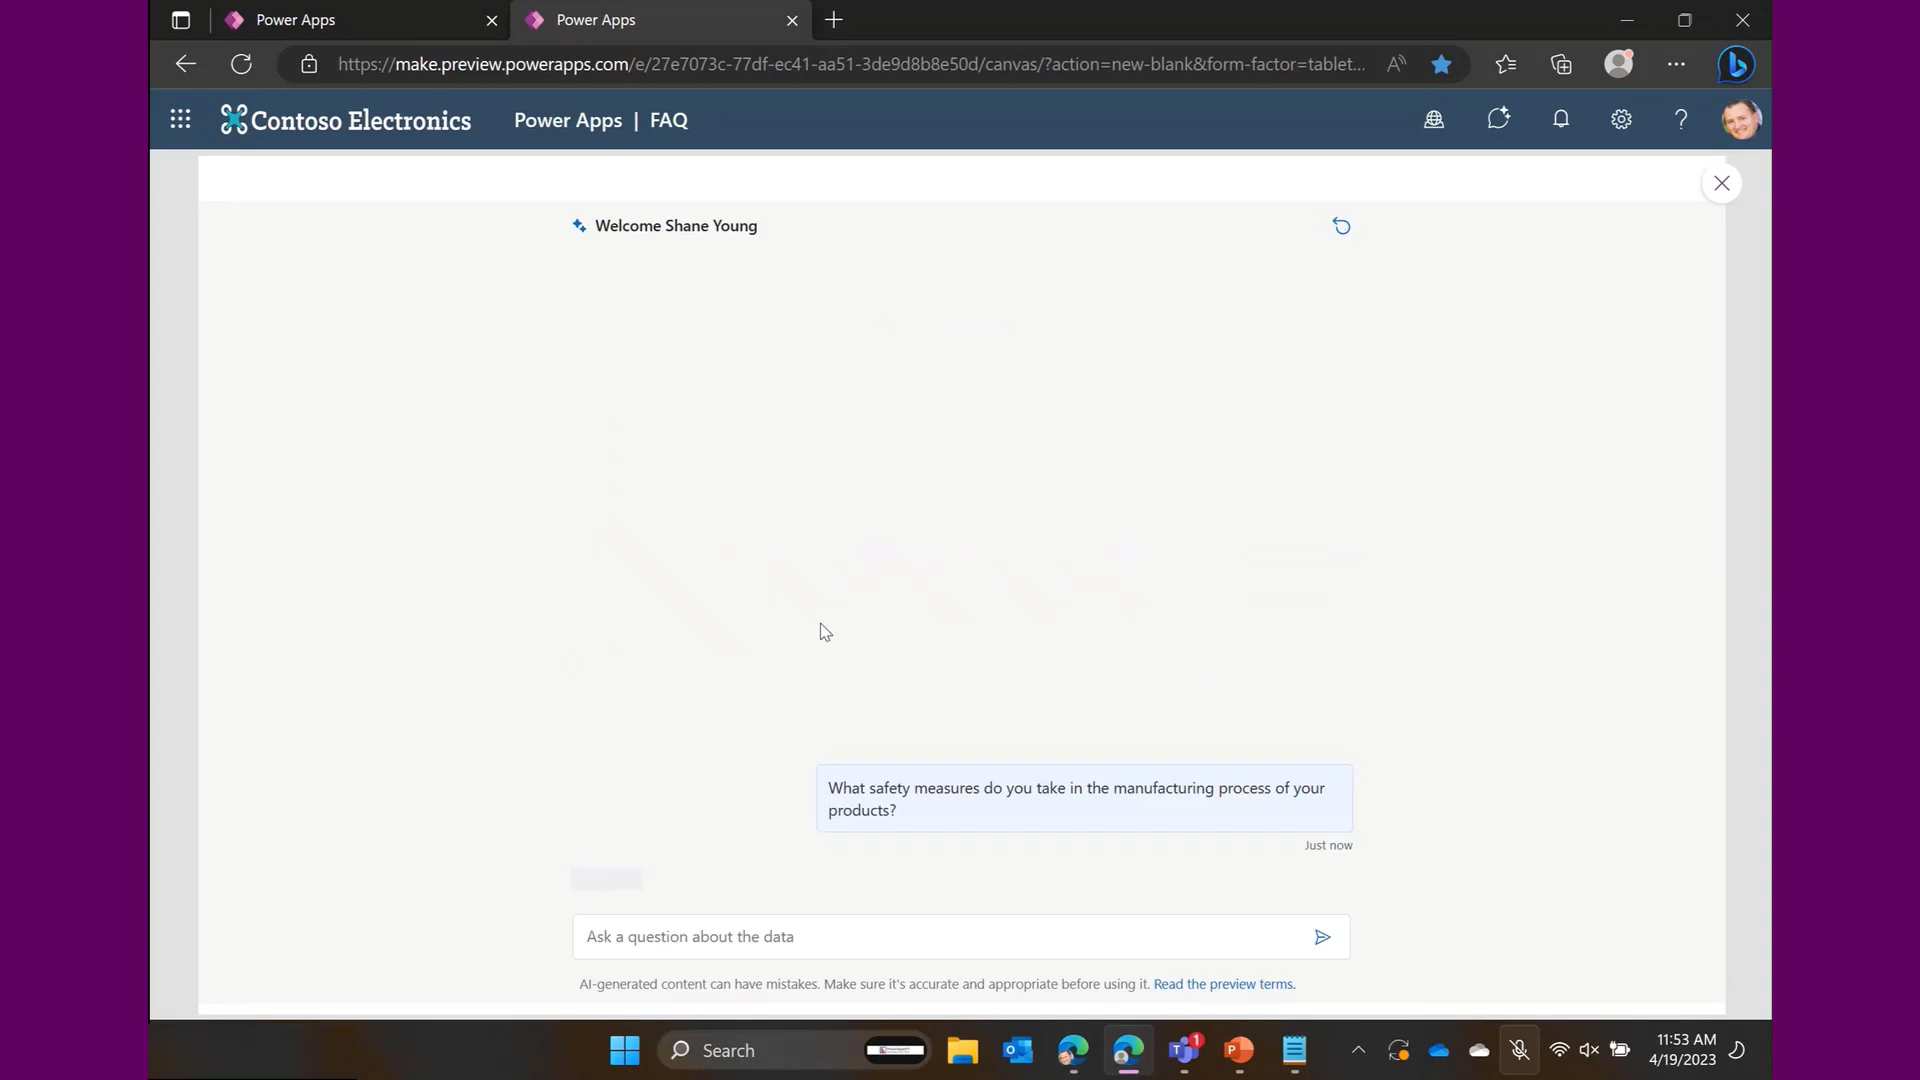 Power Apps
Power Apps
https://make.preview.powerapps.com/e/27e7073c-77df-ec41-aa51-3de9d8b8e50d/canvas/?action=new-blank&form-factor=tablet...
Contoso Electronics
Power Apps | FAQ
Welcome Shane Young
What safety measures do you take in the manufacturing process of your
products?
Just now
Ask a question about the data
AI-generated content can have mistakes. Make sure it's accurate and appropriate before using it. Read the preview terms.
Search
1
11:53 AM
4/19/2023